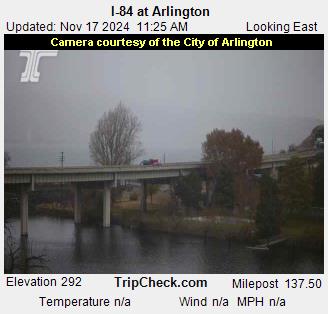 I-84 at Arlington
Updated: Nov 17 2024 11:25 AM Looking East
Camera courtesy of the City of Arlington
Elevation 292 TripCheck.com Milepost 137.50
Temperature n/a Wind n/a MPH n/a